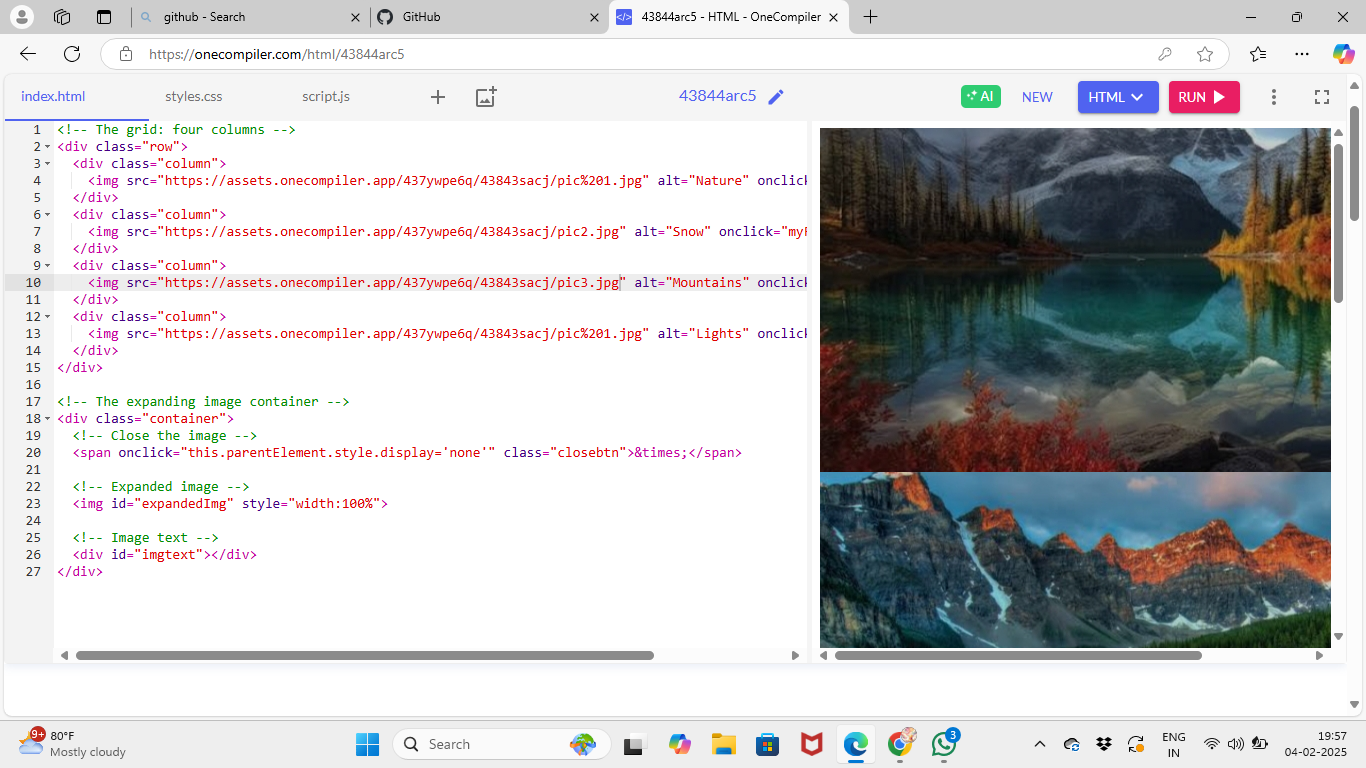 github - Search
GitHub
43844arc5 - HTML - OneCompiler
https://onecompiler.com/html/43844arc5
index.html
styles.css
script.js
43844arc5
AI
NEW
HTML
RUN
1 <!-- The grid: four columns -->
2 <div class="row">
3 <div class="column">
4 <img src="https://assets.onecompiler.app/437ywpe6q/43843sacj/pic%201.jpg" alt="Nature" onclick
5 </div>
6 <div class="column">
7 <img src="https://assets.onecompiler.app/437ywpe6q/43843sacj/pic2.jpg" alt="Snow" onclick="myF
8 </div>
9 <div class="column">
10 <img src="https://assets.onecompiler.app/437ywpe6q/43843sacj/pic3.jpg" alt="Mountains" onclick
11 </div>
12 <div class="column">
13 <img src="https://assets.onecompiler.app/437ywpe6q/43843sacj/pic%201.jpg" alt="Lights" onclick
14 </div>
15 </div>
16
17 <!-- The expanding image container -->
18 <div class="container">
19 <!-- Close the image -->
20 <span onclick="this.parentElement.style.display='none'" class="closebtn">&times;</span>
21
22 <!-- Expanded image -->
23 <img id="expandedImg" style="width:100%">
24
25 <!-- Image text -->
26 <div id="imgtext"></div>
27 </div>
9+
80°F
Mostly cloudy
Search
3
ENG
IN
19:57
04-02-2025